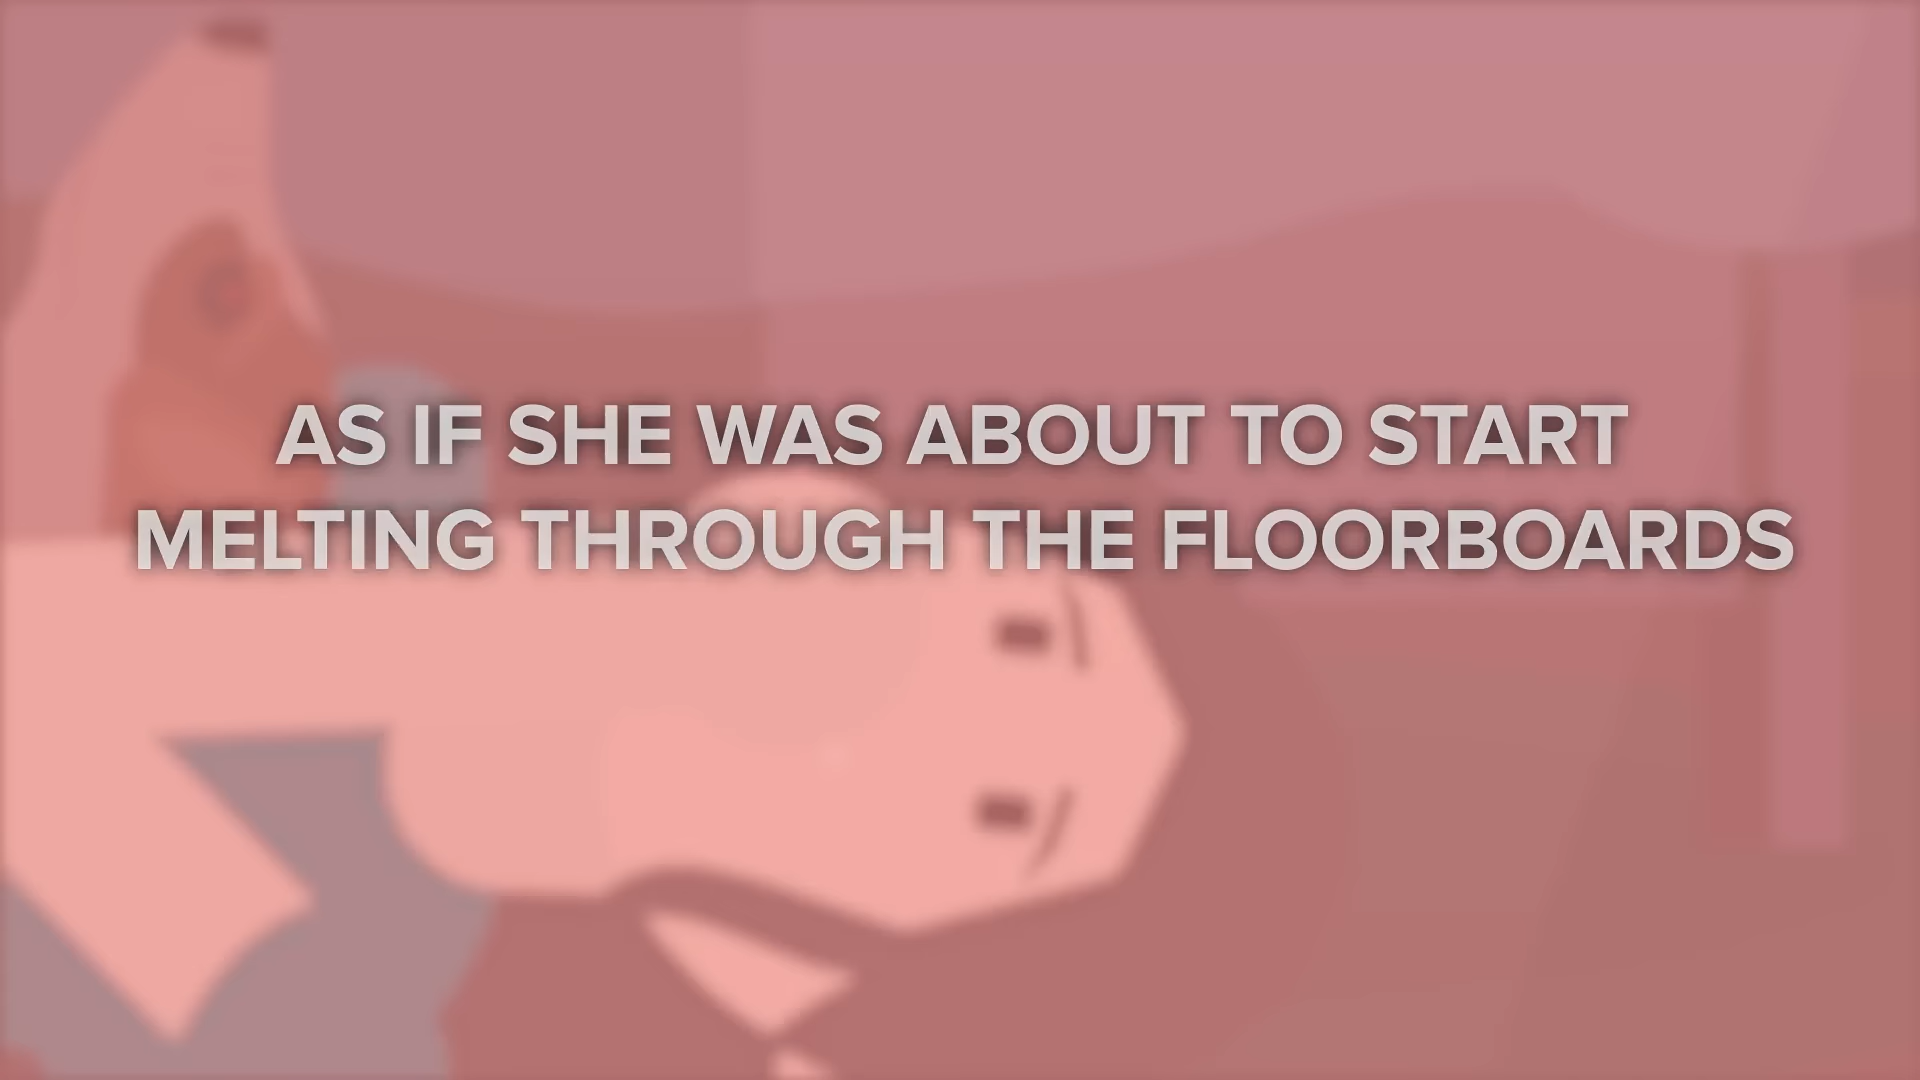 AS IF SHE WAS ABOUT TO START
MELTING THROUGH THE FLOORBOARDS